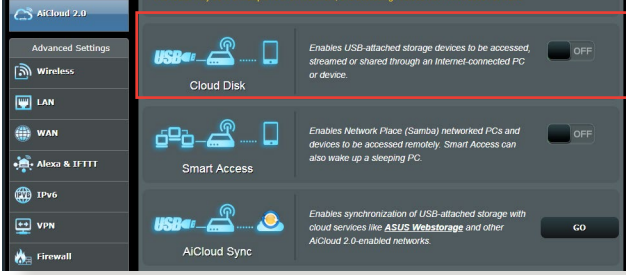 AiCloud 2.0
Advanced Settings
Wireless
LAN
WAN
Alexa & IFTTT
IPv6
VPN
Firewall
USB
Cloud Disk
Enables USB-attached storage devices to be accessed,
streamed or shared through an Internet-connected PC
or device.
OFF
Smart Access
Enables Network Place (Samba) networked PCs and
devices to be accessed remotely. Smart Access can
also wake up a sleeping PC.
OFF
USB
AiCloud Sync
Enables synchronization of USB-attached storage with
cloud services like ASUS Webstorage and other
AiCloud 2.0-enabled networks.
GO